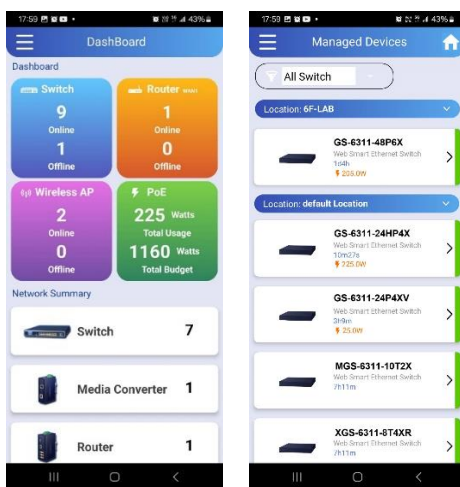 17:59
43%
DashBoard
Dashboard
Switch
9
Online
1
Offline
Router
1
Online
0
Offline
Wireless AP
2
Online
0
Offline
PoE
225 Watts
Total Usage
1160 Watts
Total Budget
Network Summary
Switch 7
Media Converter 1
Router 1
17:59
43%
Managed Devices
All Switch
Location: 6F-LAB
GS-6311-48P6X
Web Smart Ethernet Switch
1d4h
205.0W
Location: default Location
GS-6311-24HP4X
Web Smart Ethernet Switch
10m27s
225.0W
GS-6311-24P4XV
Web Smart Ethernet Switch
3h9m
25.0W
MGS-6311-10T2X
Web Smart Ethernet Switch
7h11m
XGS-6311-8T4XR
Web Smart Ethernet Switch
7h11m